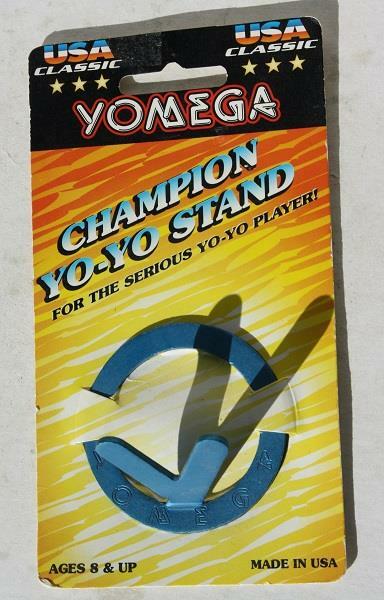 USA
CLASSIC
USA
CLASSIC
YOMEGA
CHAMPION
YO-YO STAND
FOR THE SERIOUS YO-YO PLAYER!
YOMEGA
AGES 8 & UP
MADE IN USA